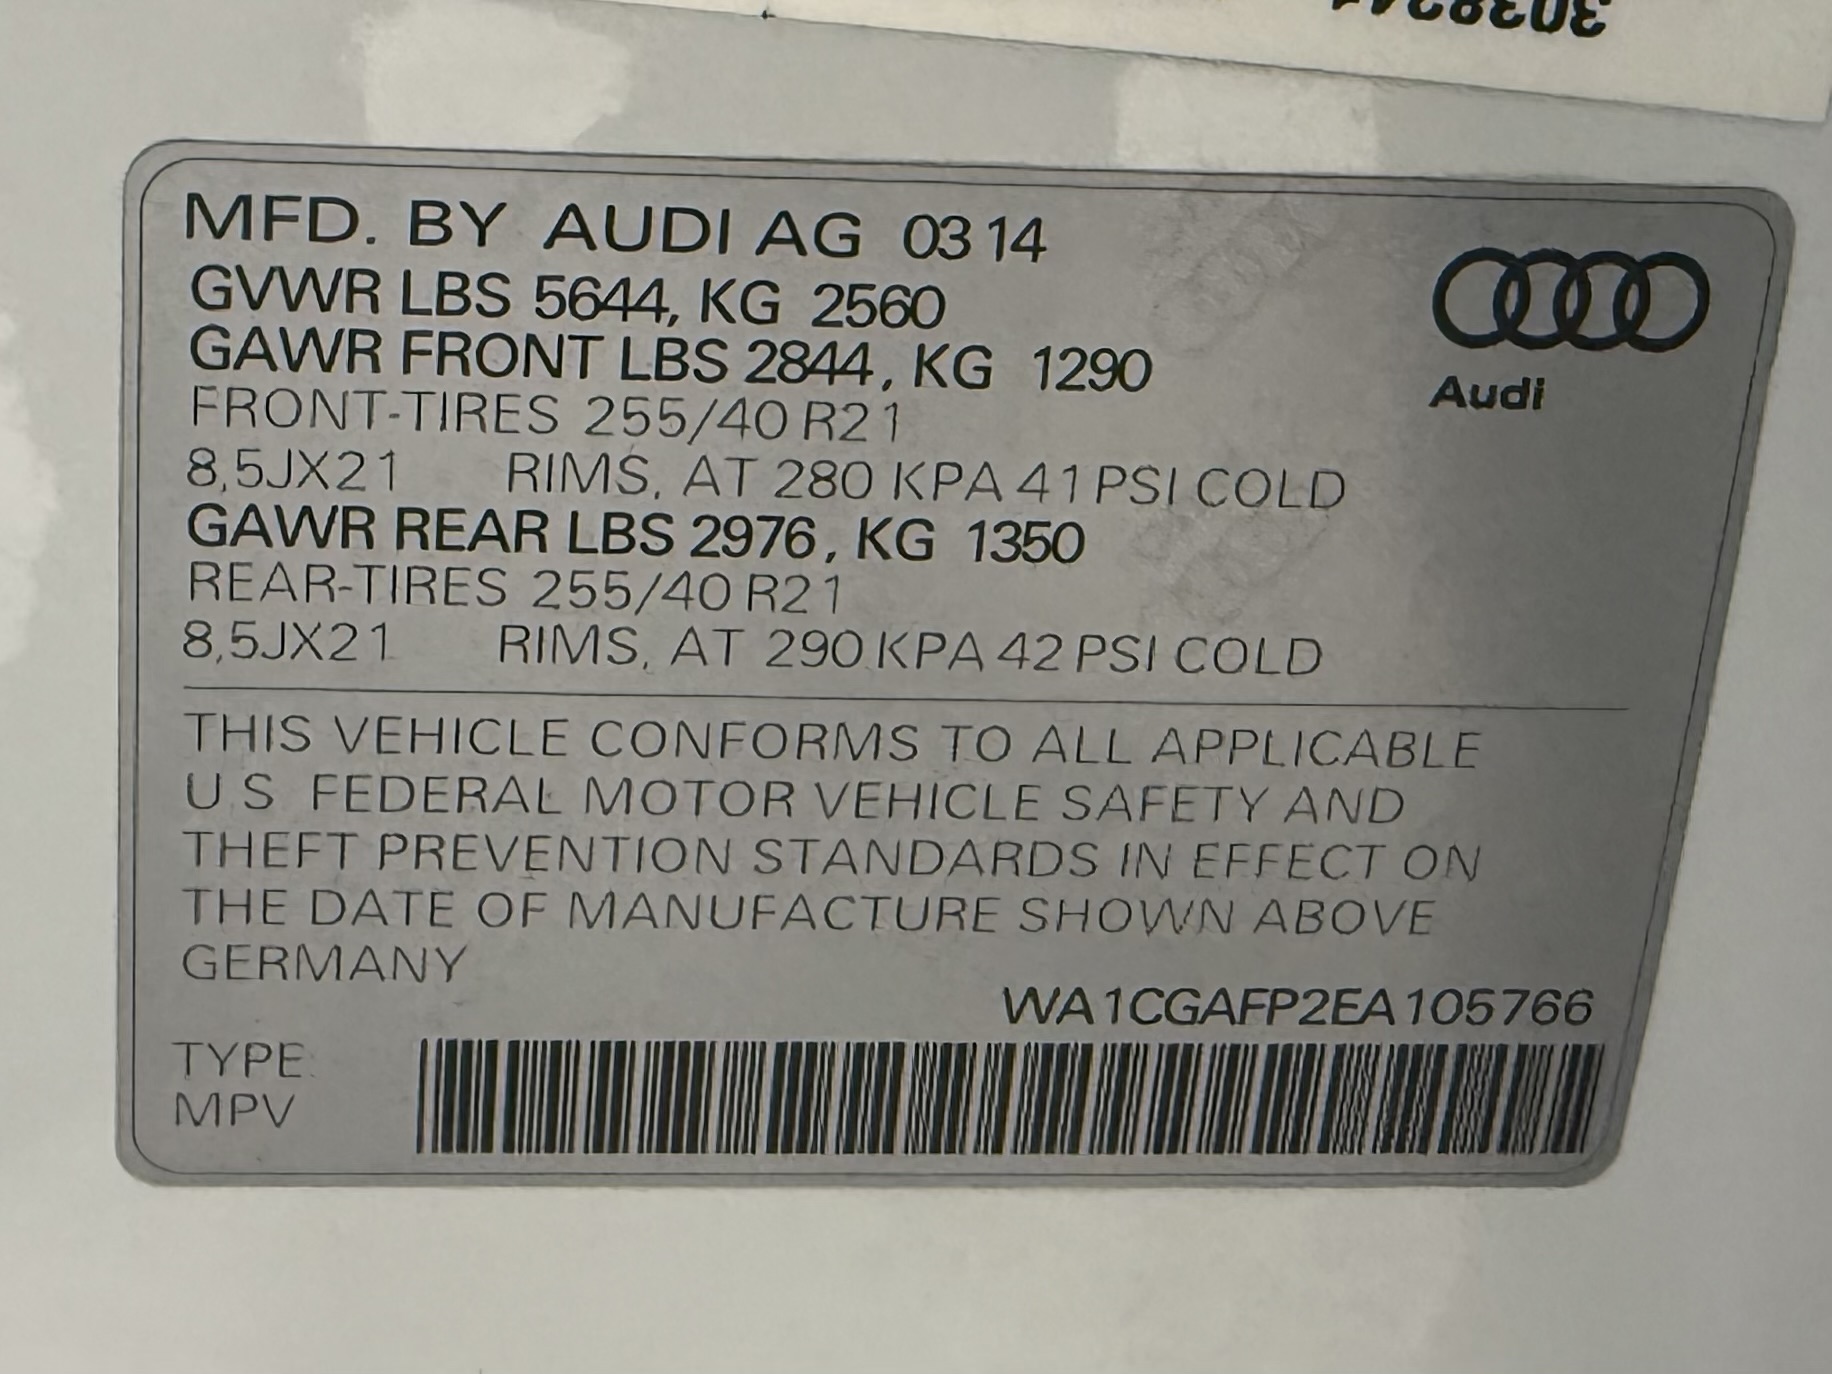 MFD. BY AUDI AG 03 14
GVWR LBS 5644, KG 2560
GAWR FRONT LBS 2844, KG 1290
FRONT-TIRES 255/40 R21
8,5JX21 RIMS, AT 280 KPA 41 PSI COLD
GAWR REAR LBS 2976, KG 1350
REAR-TIRES 255/40 R21
8,5JX21 RIMS, AT 290 KPA 42 PSI COLD
Audi
THIS VEHICLE CONFORMS TO ALL APPLICABLE
U S FEDERAL MOTOR VEHICLE SAFETY AND
THEFT PREVENTION STANDARDS IN EFFECT ON
THE DATE OF MANUFACTURE SHOWN ABOVE
GERMANY
WA1CGAFP2EA105766
TYPE:
MPV